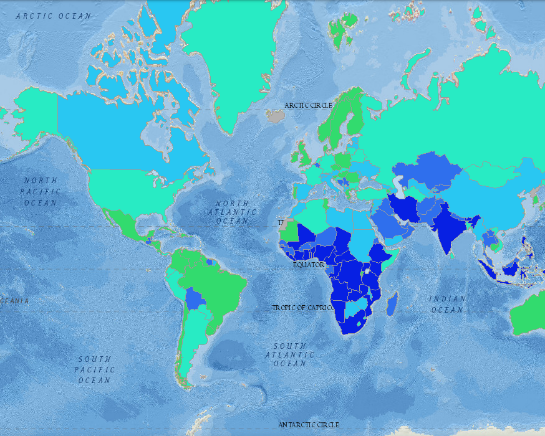 ARCTIC OCEAN
ARCTIC CIRCLE
NORTH
PACIFIC
OCEAN
NORTH
ATLANTIC
OCEAN
EQUATOR
TROPIC OF CAPRICO
INDIAN
OCEAN
SOUTH
PACIFIC
OCEAN
SOUTH
ATLANTIC
OCEAN
ANTARCTIC CIRCLE